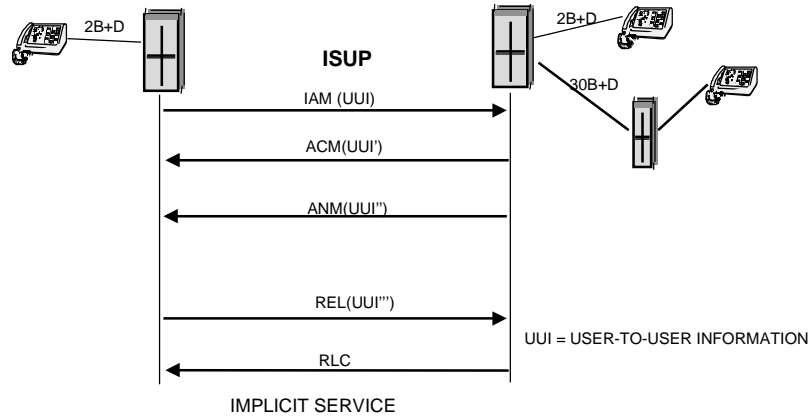 2B+D
2B+D
ISUP
30B+D
IAM (UUI)
ACM(UUI')
ANM(UUI'')
REL(UUI''')
UUI = USER-TO-USER INFORMATION
RLC
IMPLICIT SERVICE